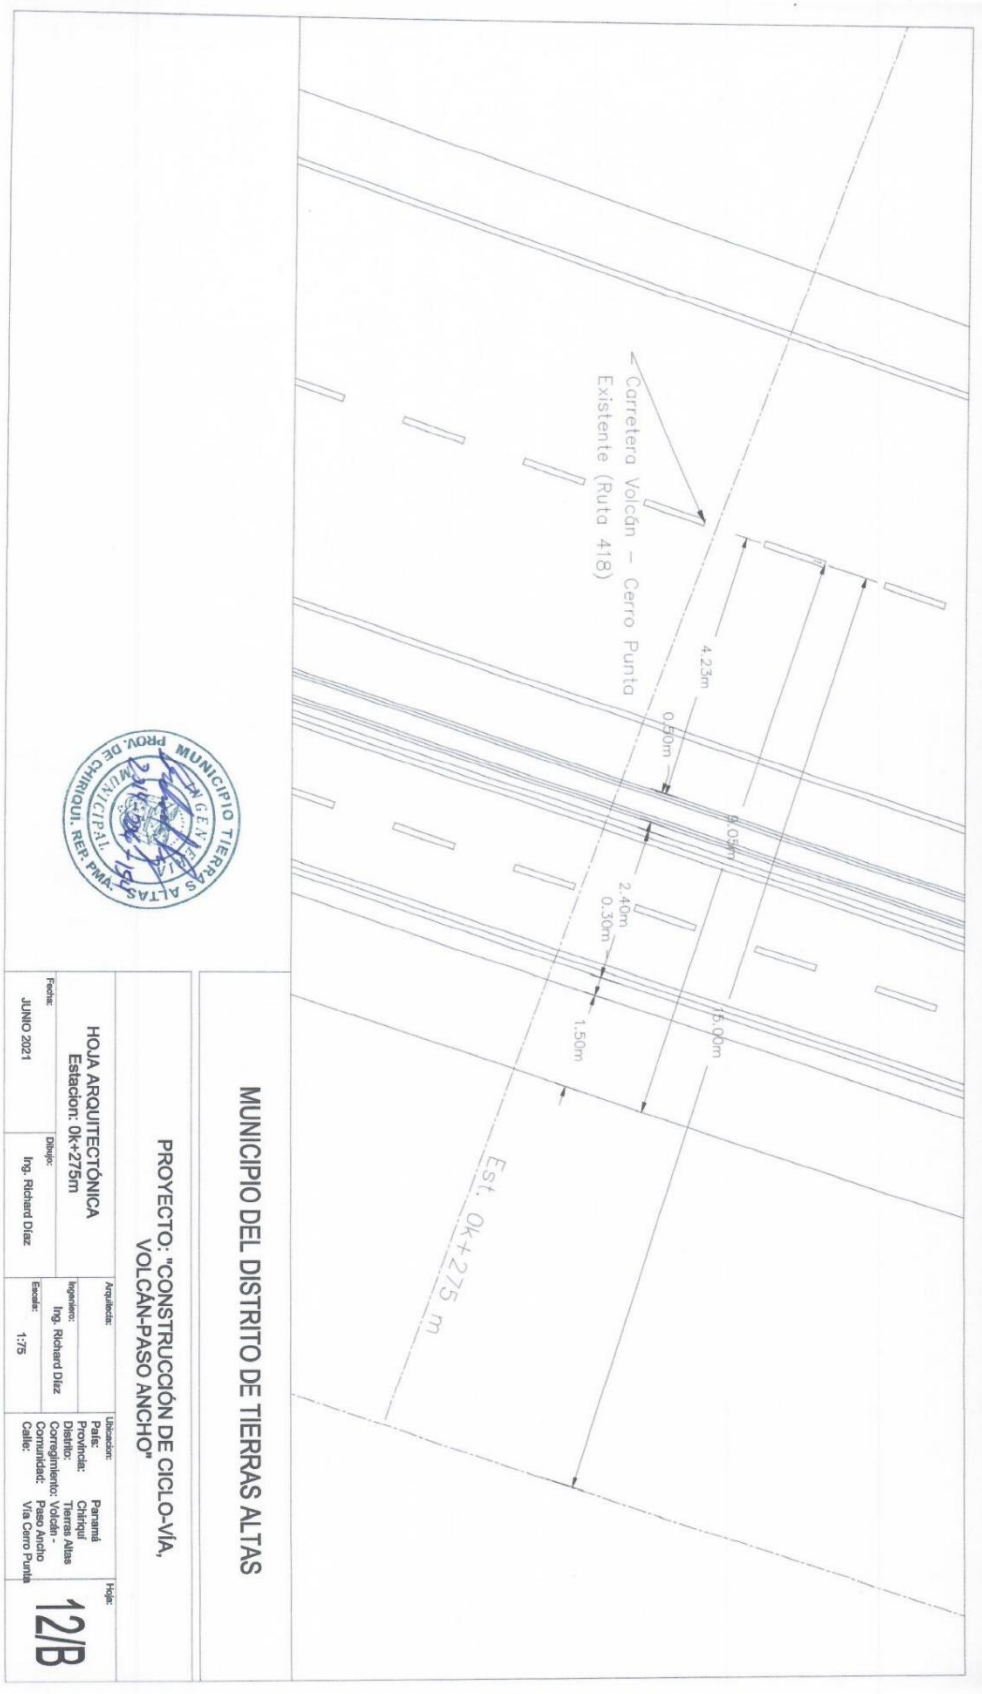 Carretera Volcán - Cerro Punta
Existente (Ruta 418)
4.23m
0.50m
9.05m
15.00m
2.40m
0.30m
1.50m
Est. 0k+275 m
MUNICIPIO TIERRAS ALTAS
INGENIERIA
MUNICIPAL
PROV. DE CHIRIQUI. REP. PMÁ.
MUNICIPIO DEL DISTRITO DE TIERRAS ALTAS
PROYECTO: "CONSTRUCCIÓN DE CICLO-VÍA,
VOLCÁN-PASO ANCHO"
HOJA ARQUITECTÓNICA
Estacion: 0k+275m
Fecha:
JUNIO 2021
Dibujo:
Ing. Richard Díaz
Arquitecto:
Ingeniero:
Ing. Richard Díaz
Escala:
1:75
Ubicacion:
País: Panamá
Provincia: Chiriquí
Distrito: Tierras Altas
Corregimiento: Volcán -
Comunidad: Paso Ancho
Calle: Vía Cerro Punta
Hoja:
12/B